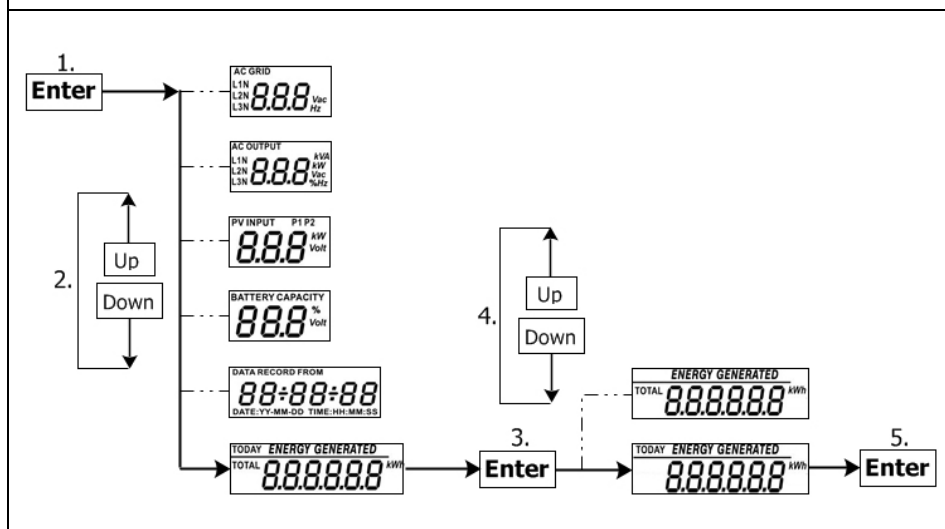 1.
Enter
AC GRID
L1N
L2N
L3N
8.8.8
Vac
Hz
AC OUTPUT
L1N
L2N
L3N
8.8.8
kVA
kW
Vac
%Hz
PV INPUT P1 P2
8.8.8
kW
Volt
2.
Up
Down
BATTERY CAPACITY
88.8
%
Volt
DATA RECORD FROM
88:88:88
DATE:YY-MM-DD TIME:HH:MM:SS
TODAY ENERGY GENERATED
TOTAL 8.8.8.8.8.8 kWh
3.
Enter
4.
Up
Down
ENERGY GENERATED
TOTAL 8.8.8.8.8.8 kWh
TODAY ENERGY GENERATED
8.8.8.8.8.8 kWh
5.
Enter